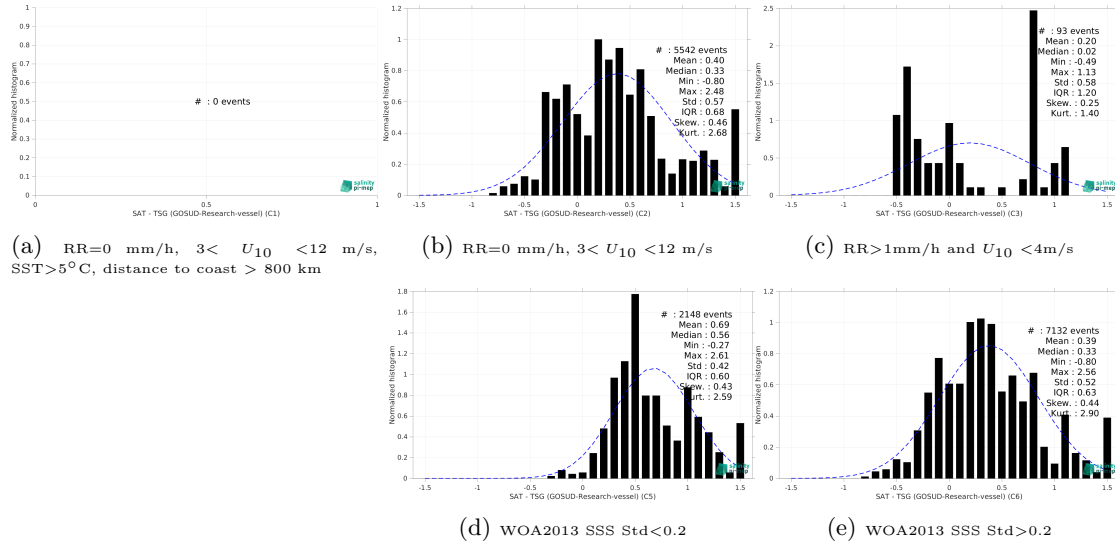 1
0.9
0.8
0.7
0.6
0.5
0.4
0.3
0.2
0.1
0
Normalized histogram
# : 0 events
0 0.5 1
SAT - TSG (GOSUD-Research-vessel) (C1)
salinity
pi-mep
(a) RR=0 mm/h, 3< U10 <12 m/s,
SST>5°C, distance to coast > 800 km
1.2
1
0.8
0.6
0.4
0.2
0
Normalized histogram
# : 5542 events
Mean : 0.40
Median : 0.33
Min : -0.80
Max : 2.48
Std : 0.57
IQR : 0.68
Skew. : 0.46
Kurt. : 2.68
-1.5 -1 -0.5 0 0.5 1 1.5
SAT - TSG (GOSUD-Research-vessel) (C2)
salinity
pi-mep
(b) RR=0 mm/h, 3< U10 <12 m/s
2.5
2
1.5
1
0.5
0
Normalized histogram
# : 93 events
Mean : 0.20
Median : 0.02
Min : -0.49
Max : 1.13
Std : 0.58
IQR : 1.20
Skew. : 0.25
Kurt. : 1.40
-1.5 -1 -0.5 0 0.5 1 1.5
SAT - TSG (GOSUD-Research-vessel) (C3)
salinity
pi-mep
(c) RR>1mm/h and U10 <4m/s
1.8
1.6
1.4
1.2
1
0.8
0.6
0.4
0.2
0
Normalized histogram
# : 2148 events
Mean : 0.69
Median : 0.56
Min : -0.27
Max : 2.61
Std : 0.42
IQR : 0.60
Skew. : 0.43
Kurt. : 2.59
-1.5 -1 -0.5 0 0.5 1 1.5
SAT - TSG (GOSUD-Research-vessel) (C5)
salinity
pi-mep
(d) WOA2013 SSS Std<0.2
1.2
1
0.8
0.6
0.4
0.2
0
Normalized histogram
# : 7132 events
Mean : 0.39
Median : 0.33
Min : -0.80
Max : 2.56
Std : 0.52
IQR : 0.63
Skew. : 0.44
Kurt. : 2.90
-1.5 -1 -0.5 0 0.5 1 1.5
SAT - TSG (GOSUD-Research-vessel) (C6)
salinity
pi-mep
(e) WOA2013 SSS Std>0.2